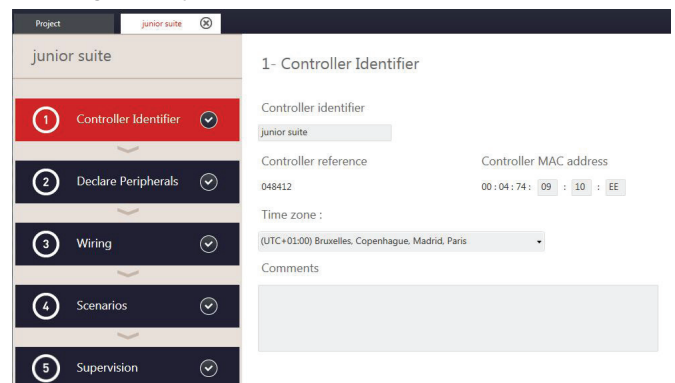 Project
junior suite
junior suite
1 Controller Identifier
2 Declare Peripherals
3 Wiring
4 Scenarios
5 Supervision
1- Controller Identifier
Controller identifier
junior suite
Controller reference
048412
Controller MAC address
00 : 04 : 74 : 09 : 10 : EE
Time zone :
(UTC+01:00) Bruxelles, Copenhague, Madrid, Paris
Comments